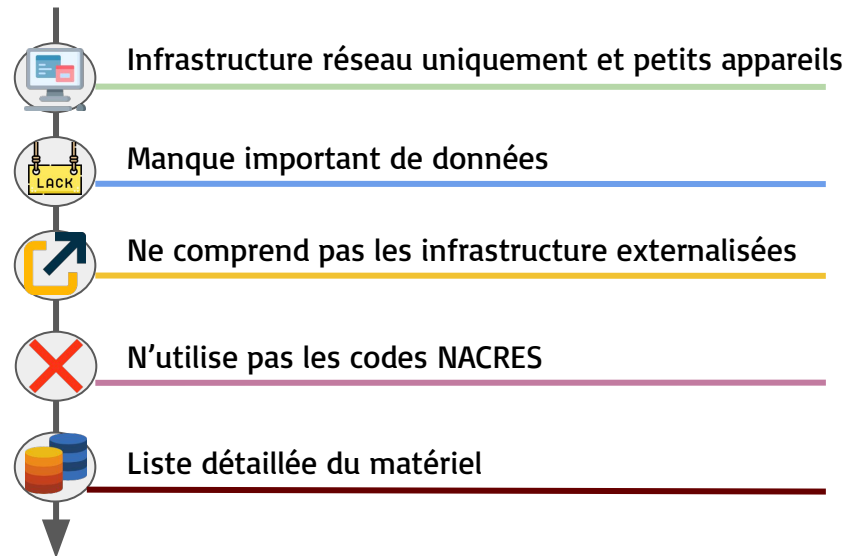 Infrastructure réseau uniquement et petits appareils
LACK
Manque important de données
Ne comprend pas les infrastructure externalisées
N’utilise pas les codes NACRES
Liste détaillée du matériel